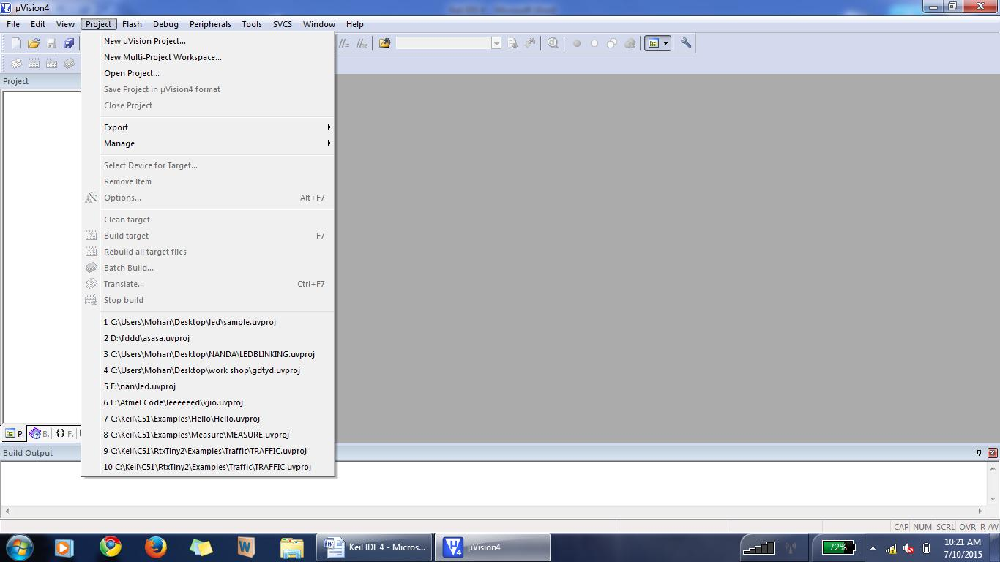 µVision4
File Edit View Project Flash Debug Peripherals Tools SVCS Window Help
New µVision Project...
New Multi-Project Workspace...
Open Project...
Save Project in µVision4 format
Close Project
Export
Manage
Select Device for Target...
Remove Item
Options... Alt+F7
Clean target
Build target F7
Rebuild all target files
Batch Build...
Translate... Ctrl+F7
Stop build
1 C:\Users\Mohan\Desktop\led\sample.uvproj
2 D:\fddd\asasa.uvproj
3 C:\Users\Mohan\Desktop\NANDA\LEDBLINKING.uvproj
4 C:\Users\Mohan\Desktop\work shop\gdtyd.uvproj
5 F:\nan\led.uvproj
6 F:\Atmel Code\leeeeeed\kjio.uvproj
7 C:\Keil\C51\Examples\Hello\Hello.uvproj
8 C:\Keil\C51\Examples\Measure\MEASURE.uvproj
9 C:\Keil\C51\RtxTiny2\Examples\Traffic\TRAFFIC.uvproj
10 C:\Keil\C51\RtxTiny2\Examples\Traffic\TRAFFIC.uvproj
Project
P. B. {} F.
Build Output
CAP NUM SCRL OVR R /W
Keil IDE 4 - Micros...
µVision4
72%
10:21 AM
7/10/2015